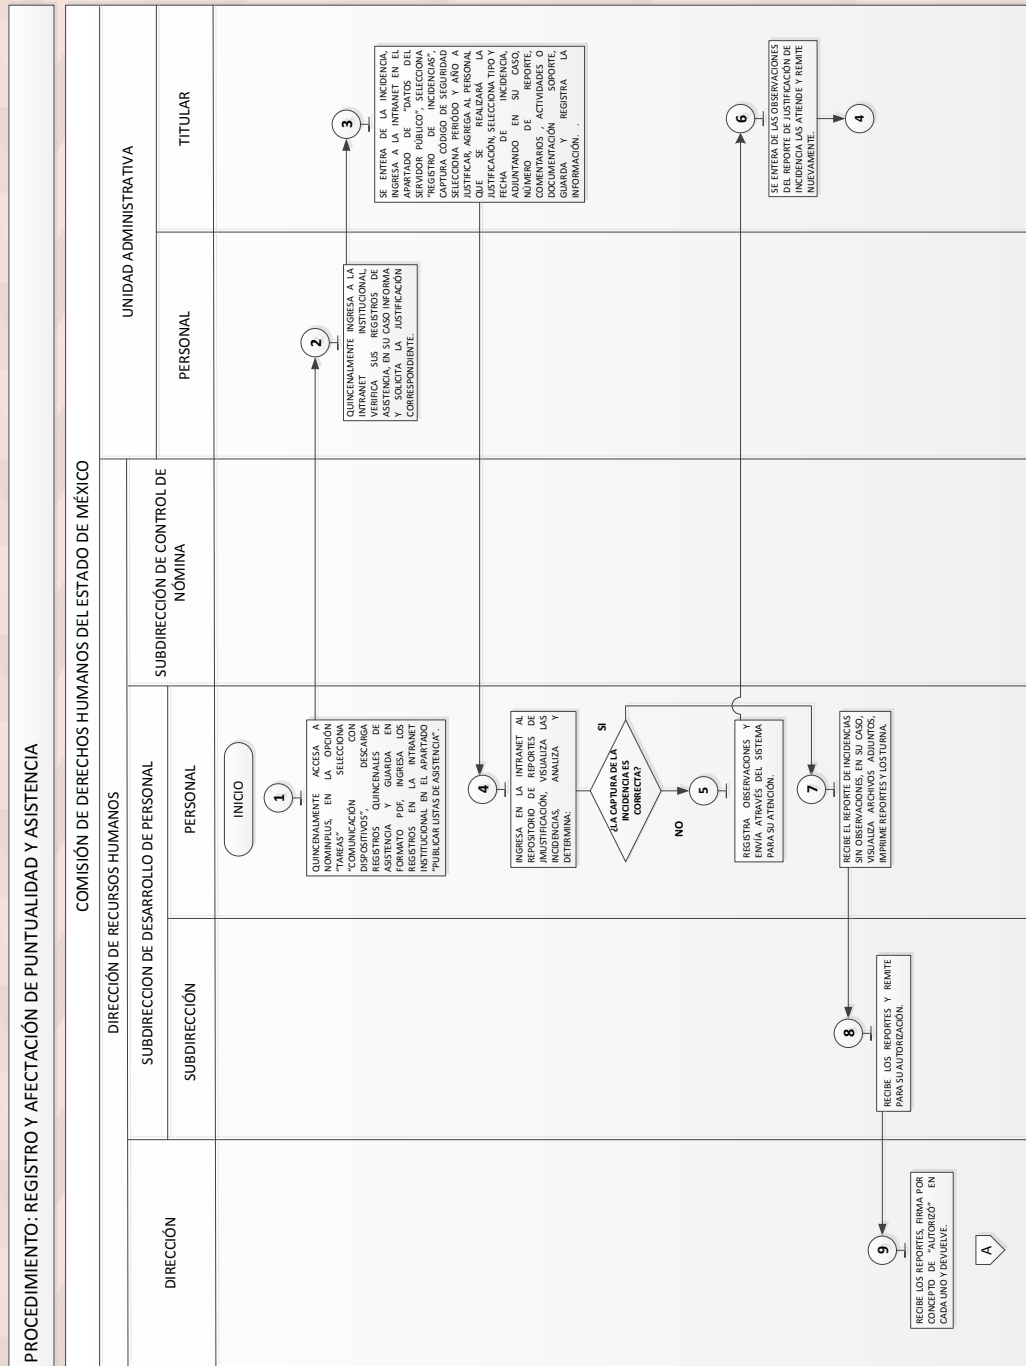 PROCEDIMIENTO: REGISTRO Y AFECTACIÓN DE PUNTUALIDAD Y ASISTENCIA
COMISIÓN DE DERECHOS HUMANOS DEL ESTADO DE MÉXICO
DIRECCIÓN DE RECURSOS HUMANOS
UNIDAD ADMINISTRATIVA
DIRECCIÓN
SUBDIRECCION DE DESARROLLO DE PERSONAL
SUBDIRECCIÓN DE CONTROL DE
NÓMINA
SUBDIRECCIÓN
PERSONAL
PERSONAL
TITULAR
INICIO
1
QUINCENALMENTE ACCESA A
NOMINPLUS, EN LA OPCIÓN
"TAREAS" SELECCIONA
"COMUNICACIÓN CON
DISPOSITIVOS", DESCARGA
REGISTROS QUINCENALES DE
ASISTENCIA Y GUARDA EN
FORMATO PDF, INGRESA LOS
REGISTROS EN LA INTRANET
INSTITUCIONAL EN EL APARTADO
"PUBLICAR LISTAS DE ASISTENCIA".
2
QUINCENALMENTE INGRESA A LA
INTRANET INSTITUCIONAL,
VERIFICA SUS REGISTROS DE
ASISTENCIA, EN SU CASO INFORMA
Y SOLICITA LA JUSTIFICACIÓN
CORRESPONDIENTE.
3
SE ENTERA DE LA INCIDENCIA,
INGRESA A LA INTRANET EN EL
APARTADO DE "DATOS DEL
SERVIDOR PÚBLICO", SELECCIONA
"REGISTRO DE INCIDENCIAS",
CAPTURA CÓDIGO DE SEGURIDAD
SELECCIONA PERIÓDO Y AÑO A
JUSTIFICAR, AGREGA AL PERSONAL
QUE SE REALIZARÁ LA
JUSTIFICACIÓN, SELECCIONA TIPO Y
FECHA DE INCIDENCIA,
ADJUNTANDO EN SU CASO,
NÚMERO DE REPORTE,
COMENTARIOS , ACTIVIDADES O
DOCUMENTACIÓN SOPORTE,
GUARDA Y REGISTRA LA
INFORMACIÓN. .
4
INGRESA EN LA INTRANET AL
REPOSITORIO DE REPORTES DE
JMUSTIFICACIÓN, VISUALIZA LAS
INCIDENCIAS, ANALIZA Y
DETERMINA:
¿LA CAPTURA DE LA
INCIDENCIA ES
CORRECTA?
SI
NO
5
REGISTRA OBSERVACIONES Y
ENVÍA ATRAVÉS DEL SISTEMA
PARA SU ATENCIÓN.
6
SE ENTERA DE LAS OBSERVACIONES
DEL REPORTE DE JUSTIFICACIÓN DE
INCIDENCIA LAS ATIENDE Y REMITE
NUEVAMENTE.
4
7
RECIBE EL REPORTE DE INCIDENCIAS
SIN OBSERVACIONES, EN SU CASO,
VISUALIZA ARCHIVOS ADJUNTOS,
IMPRIME REPORTES Y LOS TURNA.
8
RECIBE LOS REPORTES Y REMITE
PARA SU AUTORIZACIÓN.
9
RECIBE LOS REPORTES, FIRMA POR
CONCEPTO DE "AUTORIZÓ" EN
CADA UNO Y DEVUELVE.
A